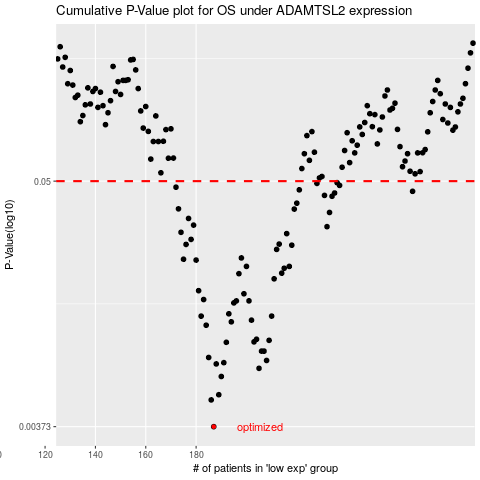 Cumulative P-Value plot for OS under ADAMTSL2 expression
P-Value(log10)
0.05
0.00373
optimized
0 120 140 160 180
# of patients in 'low exp' group